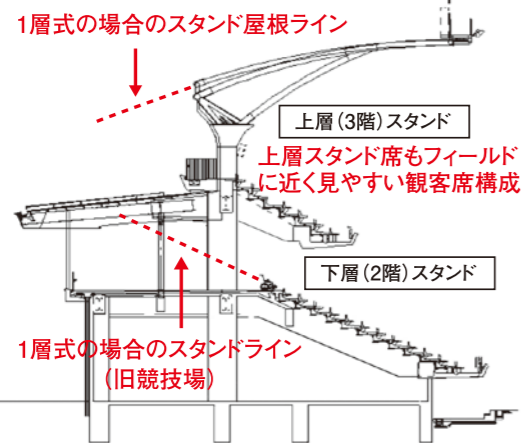 1層式の場合のスタンド屋根ライン
上層(3階)スタンド
上層スタンド席もフィールド
に近く見やすい観客席構成
下層(2階)スタンド
1層式の場合のスタンドライン
(旧競技場)